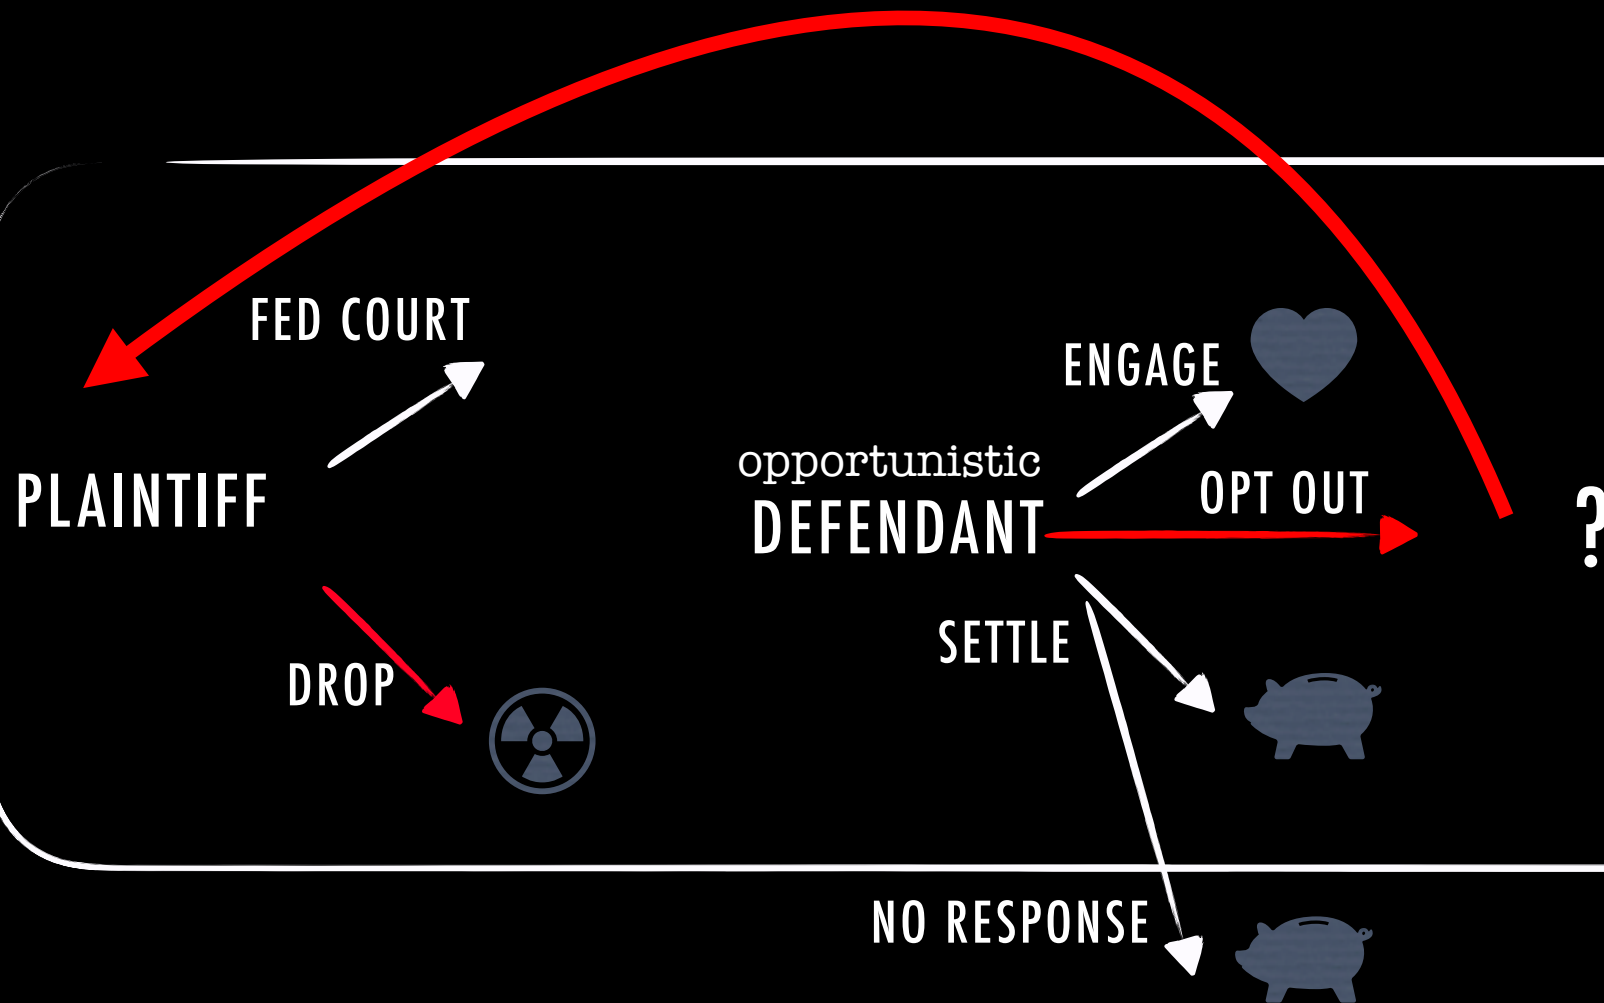 FED COURT
ENGAGE
opportunistic
PLAINTIFF
DEFENDANT
OPT OUT
?
SETTLE
DROP
NO RESPONSE